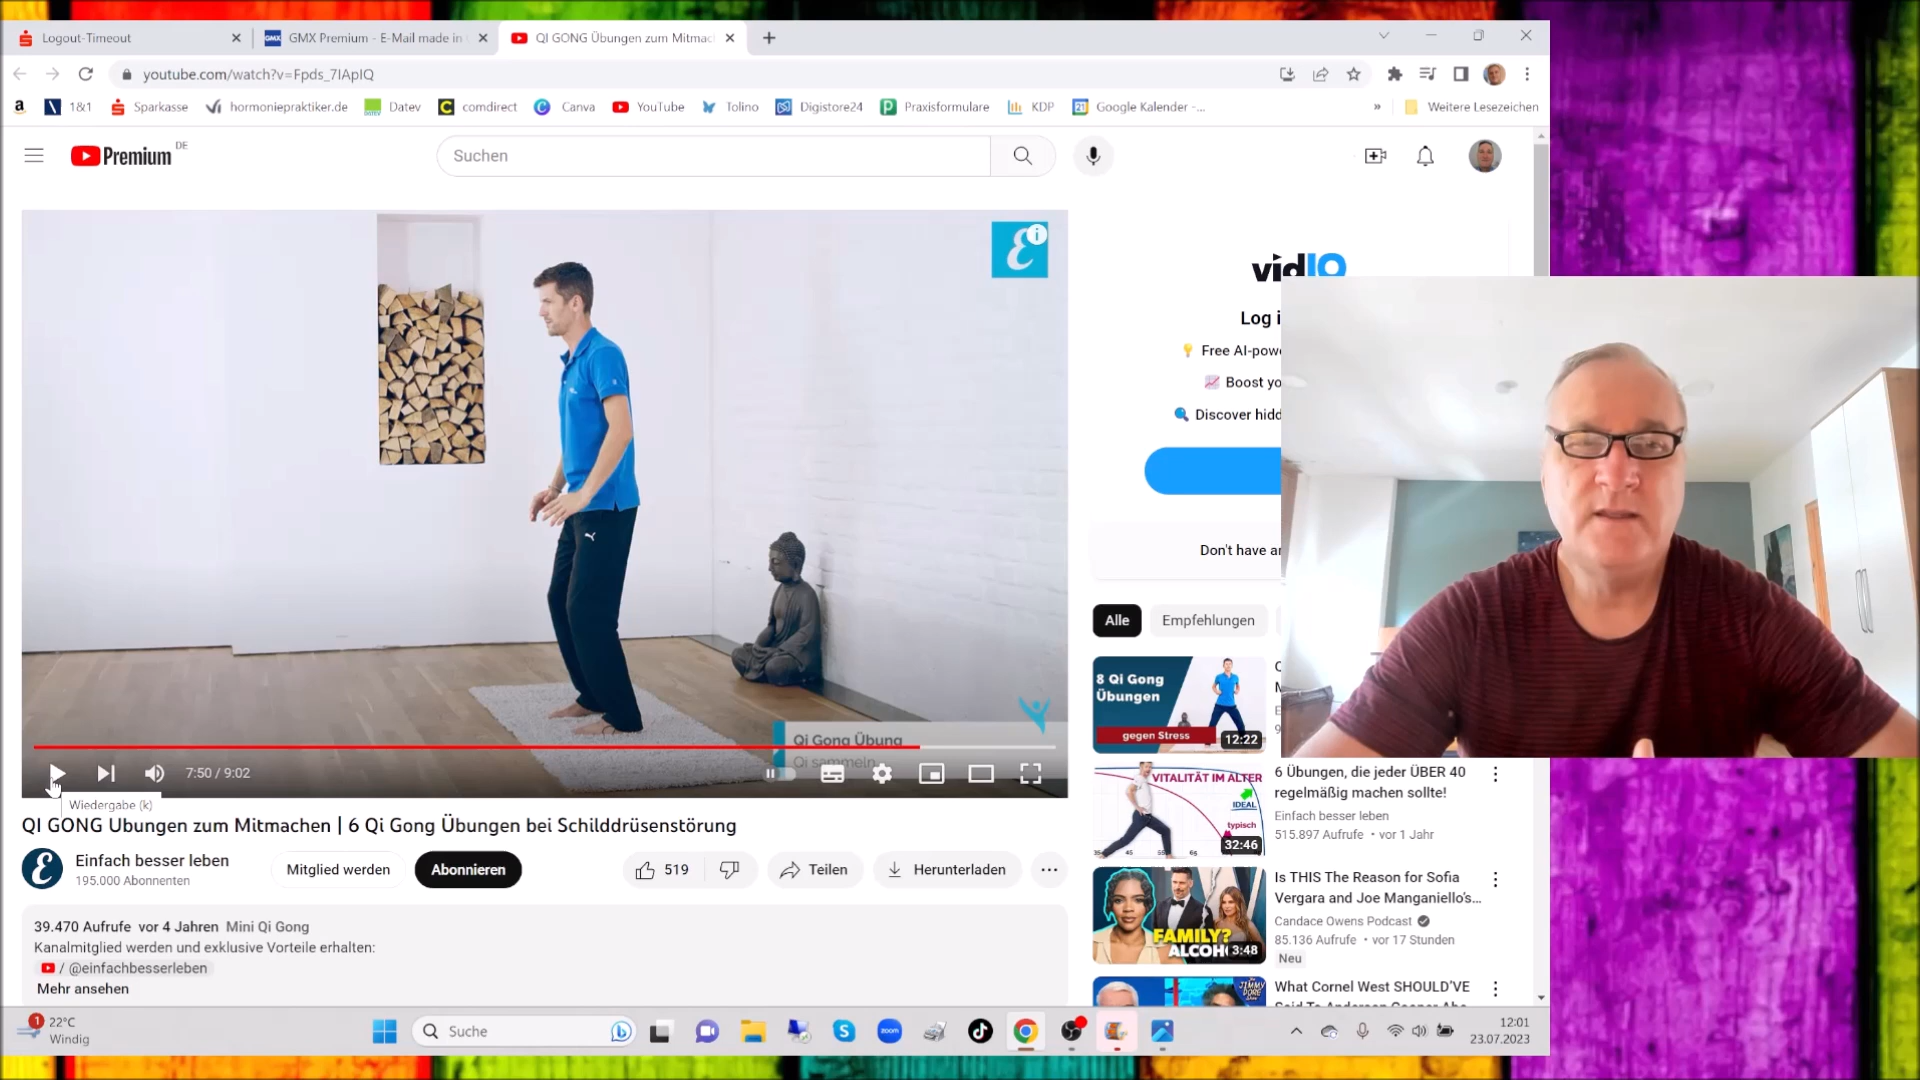 Logout-Timeout
GMX Premium - E-Mail made in
QI GONG Übungen zum Mitmac
youtube.com/watch?v=Fpds_7IApIQ
1&1
Sparkasse
hormoniepraktiker.de
Datev
comdirect
Canva
YouTube
Tolino
Digistore24
Praxisformulare
KDP
Google Kalender -...
»
Weitere Lesezeichen
Premium DE
Suchen
vidIQ
Log i
Free AI-pow
Boost yo
Discover hidd
Don't have a
Qi Gong Übung
Qi sammeln
7:50 / 9:02
Wiedergabe (k)
QI GONG Übungen zum Mitmachen | 6 Qi Gong Übungen bei Schilddrüsenstörung
Einfach besser leben
195.000 Abonnenten
Mitglied werden
Abonnieren
519
Teilen
Herunterladen
39.470 Aufrufe vor 4 Jahren Mini Qi Gong
Kanalmitglied werden und exklusive Vorteile erhalten:
/ @einfachbesserleben
Mehr ansehen
Alle
Empfehlungen
8 Qi Gong
Übungen
gegen Stress
12:22
VITALITÄT IM ALTER
IDEAL
typisch
32:46
6 Übungen, die jeder ÜBER 40
regelmäßig machen sollte!
Einfach besser leben
515.897 Aufrufe • vor 1 Jahr
FAMILY?
ALCOH
3:48
Is THIS The Reason for Sofia
Vergara and Joe Manganiello's...
Candace Owens Podcast
85.136 Aufrufe • vor 17 Stunden
Neu
JIMMY
DORE
What Cornel West SHOULD'VE
1
22°C
Windig
Suche
zoom
12:01
23.07.2023